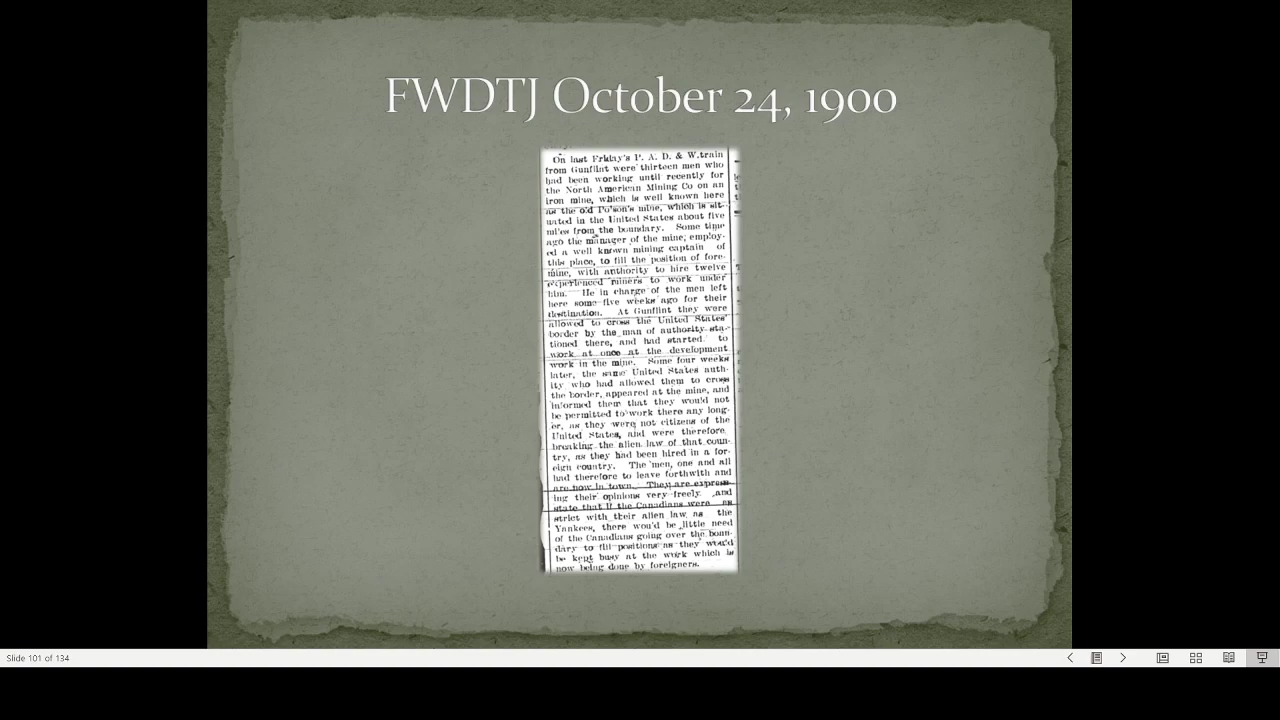 FWDTJ October 24, 1900
On last Friday's P. A. D. & W. train
from Gunflint were thirteen men who
had been working until recently for
the North American Mining Co on an
iron mine, which is well known here
as the old Po'son's mine, which is sit-
uated in the United States about five
mi'es from the boundary. Some time
ago the manager of the mine; employ-
ed a well known mining captain of
this place, to fill the position of fore-
mine, with authority to hire twelve
experienced miners to work under
him. He in charge of the men left
here some five weeks ago for their
destination. At Gunflint they were
allowed to cross the United States'
border by the man of authority sta-
tioned there, and had started to
work at once at the development
work in the mine. Some four weeks
later, the same United States auth-
ity who had allowed them to cross
the border, appeared at the mine, and
informed them that they would not
be permitted to work there any long-
er, as they were not citizens of the
United States, and were therefore
breaking the alien law of that coun-
try, as they had been hired in a for-
eign country. The men, one and all
had therefore to leave forthwith and
are now in town. They are express-
ing their opinions very freely and
state that if the Canadians were as
strict with their alien law as the
Yankees, there wou'd be little need
of the Canadians going over the boun-
dary to fill positions as they wou'd
be kept busy at the work which is
now being done by foreigners.
Slide 101 of 134